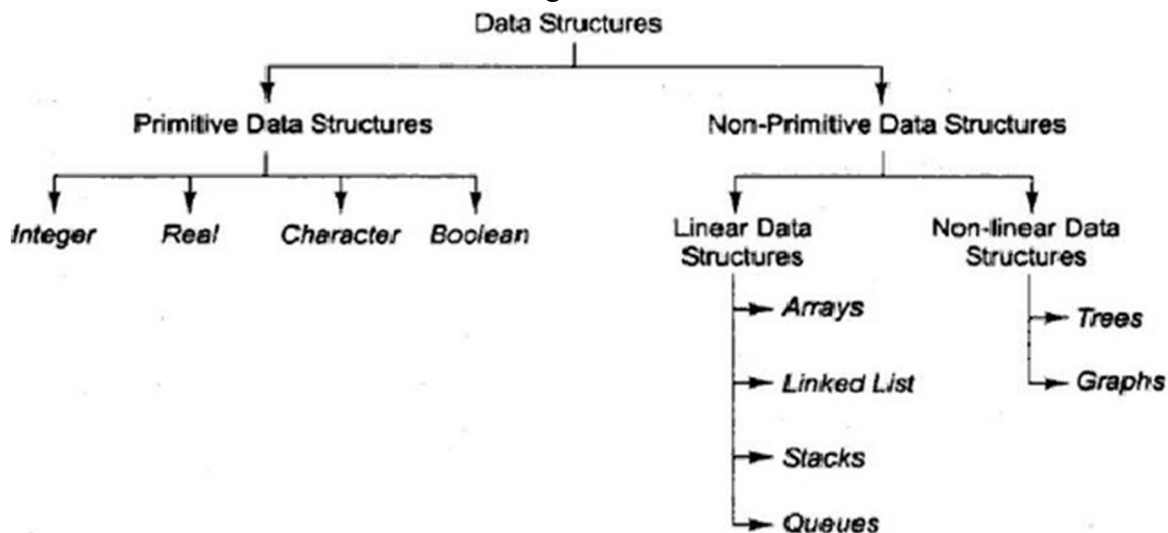 Data Structures
Primitive Data Structures
Non-Primitive Data Structures
Integer
Real
Character
Boolean
Linear Data
Structures
Non-linear Data
Structures
Arrays
Linked List
Stacks
Queues
Trees
Graphs